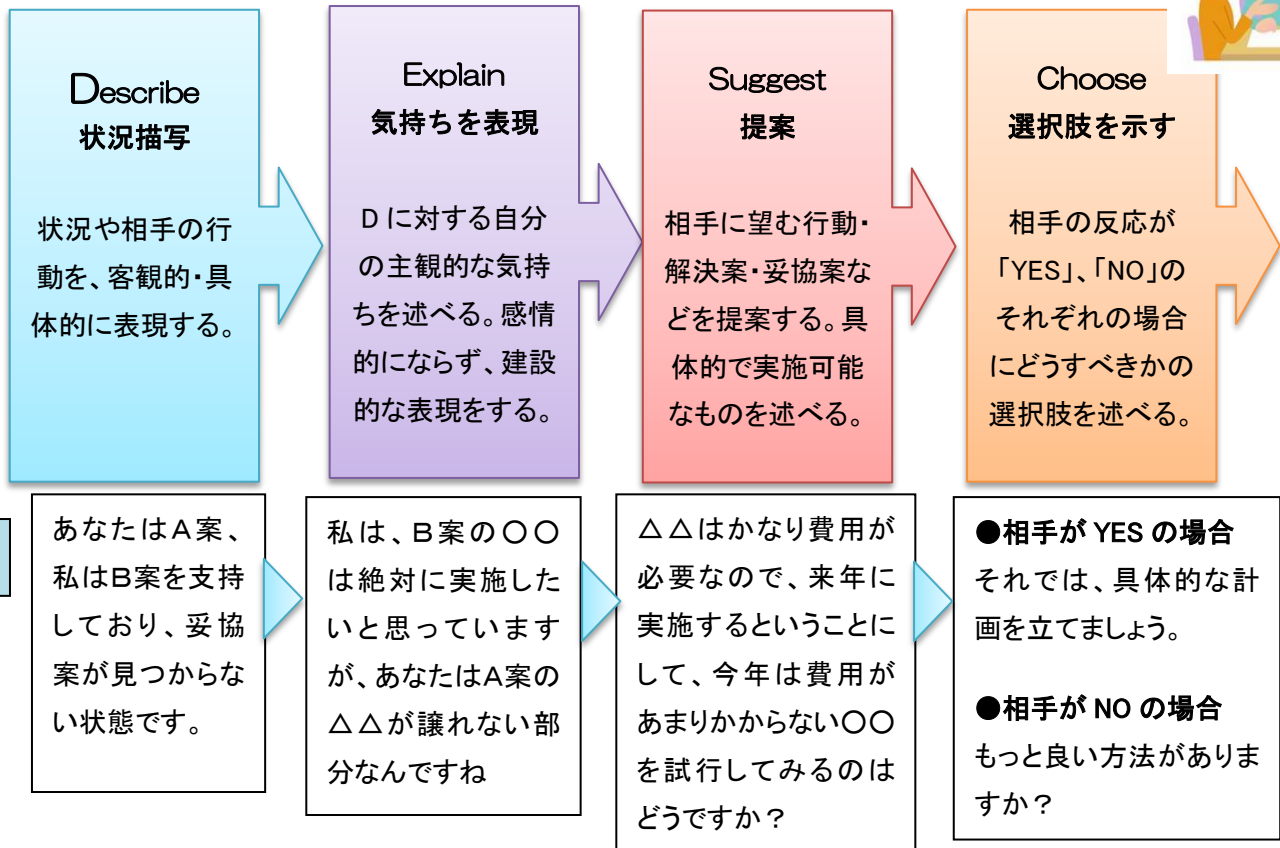 Describe
状況描写
状況や相手の行
動を、客観的・具
体的に表現する。
Explain
気持ちを表現
D に対する自分
の主観的な気持
ちを述べる。感情
的にならず、建設
的な表現をする。
Suggest
提案
相手に望む行動・
解決案・妥協案な
どを提案する。具
体的で実施可能
なものを述べる。
Choose
選択肢を示す
相手の反応が
「YES」、「NO」の
それぞれの場合
にどうすべきかの
選択肢を述べる。
あなたはA案、
私はB案を支持
しており、妥協
案が見つからな
い状態です。
私は、B案の〇〇
は絶対に実施した
いと思っています
が、あなたはA案の
△△が譲れない部
分なんですね
△△はかなり費用が
必要なので、来年に
実施するということに
して、今年は費用が
あまりかからない〇〇
を試行してみるのは
どうですか？
●相手が YES の場合
それでは、具体的な計
画を立てましょう。
●相手が NO の場合
もっと良い方法がありま
すか？